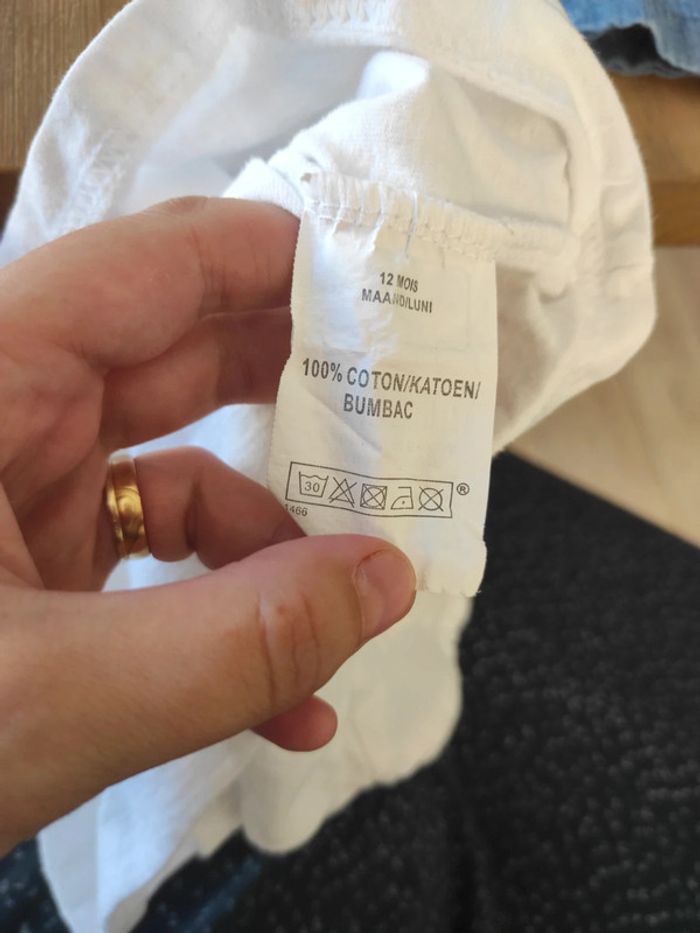 12 MOIS
MAAND/LUNI
100% COTON/KATOEN/
BUMBAC
30
®
1466